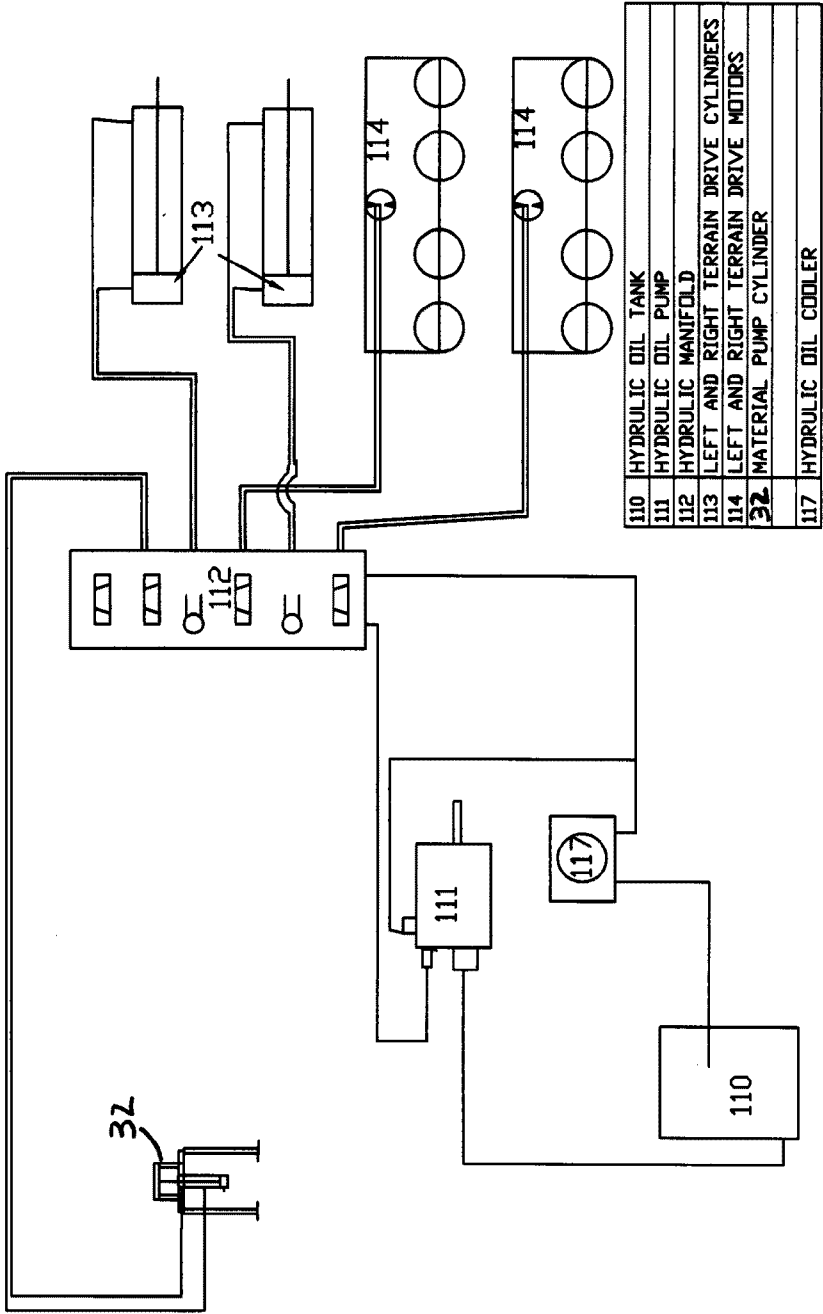 32
113
112
114
111
114
117
110
110 HYDRULIC OIL TANK
111 HYDRULIC OIL PUMP
112 HYDRULIC MANIFOLD
113 LEFT AND RIGHT TERRAIN DRIVE CYLINDERS
114 LEFT AND RIGHT TERRAIN DRIVE MOTORS
32 MATERIAL PUMP CYLINDER
117 HYDRULIC OIL COOLER